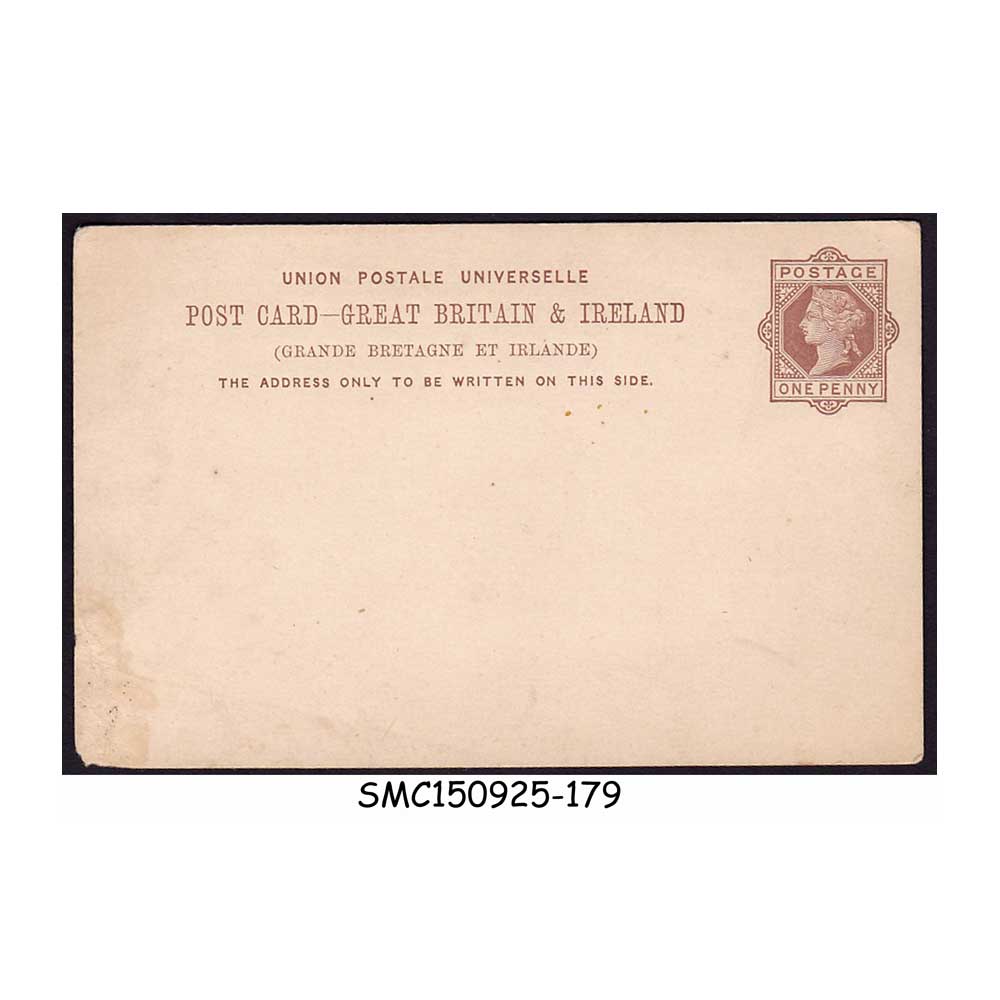 UNION POSTALE UNIVERSELLE
POST CARD—GREAT BRITAIN & IRELAND
(GRANDE BRETAGNE ET IRLANDE)
THE ADDRESS ONLY TO BE WRITTEN ON THIS SIDE.
POSTAGE
ONE PENNY
SMC150925-179